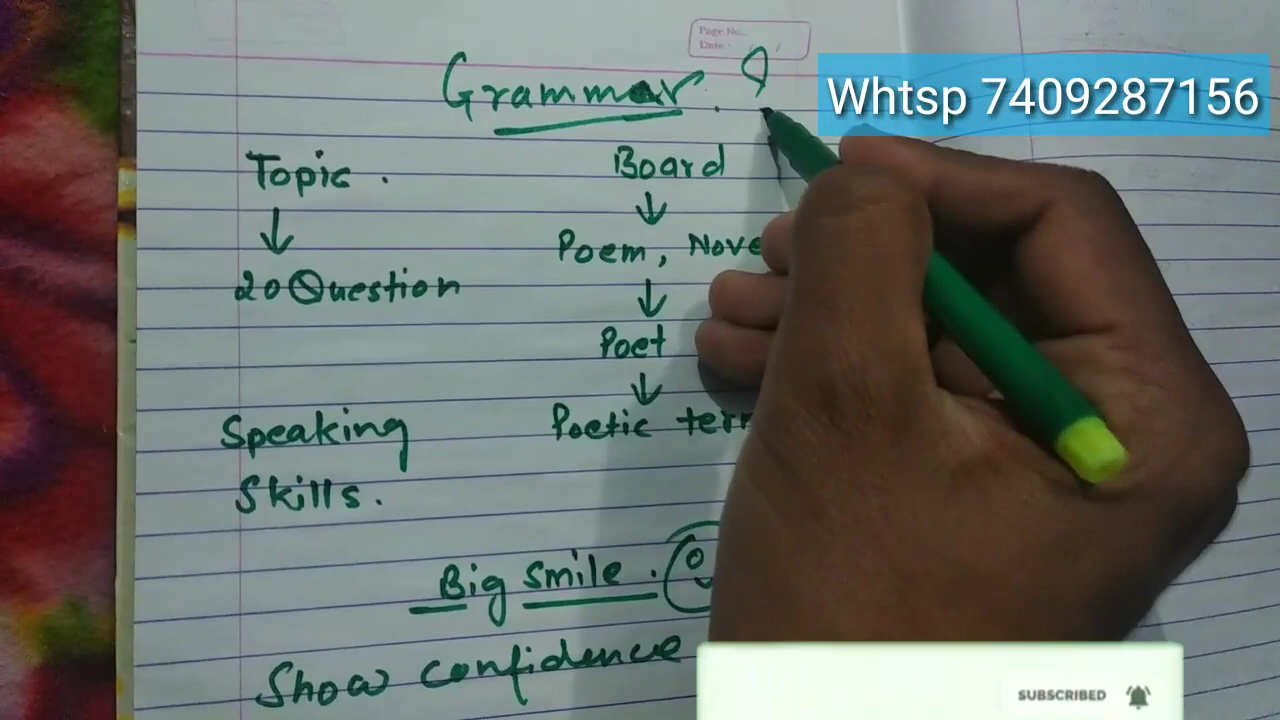 Page No..
Date :
Grammar.
Whtsp 7409287156
Topic.
Board
Poem, Nove
20 Question
Poet
Speaking
Poetic ter
Skills.
Big smile.
Show confidence
SUBSCRIBED